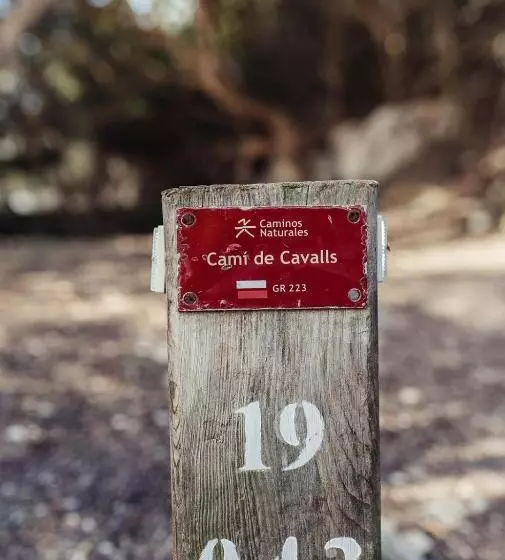 Caminos
Naturales
Camí de Cavalls
GR 223
19